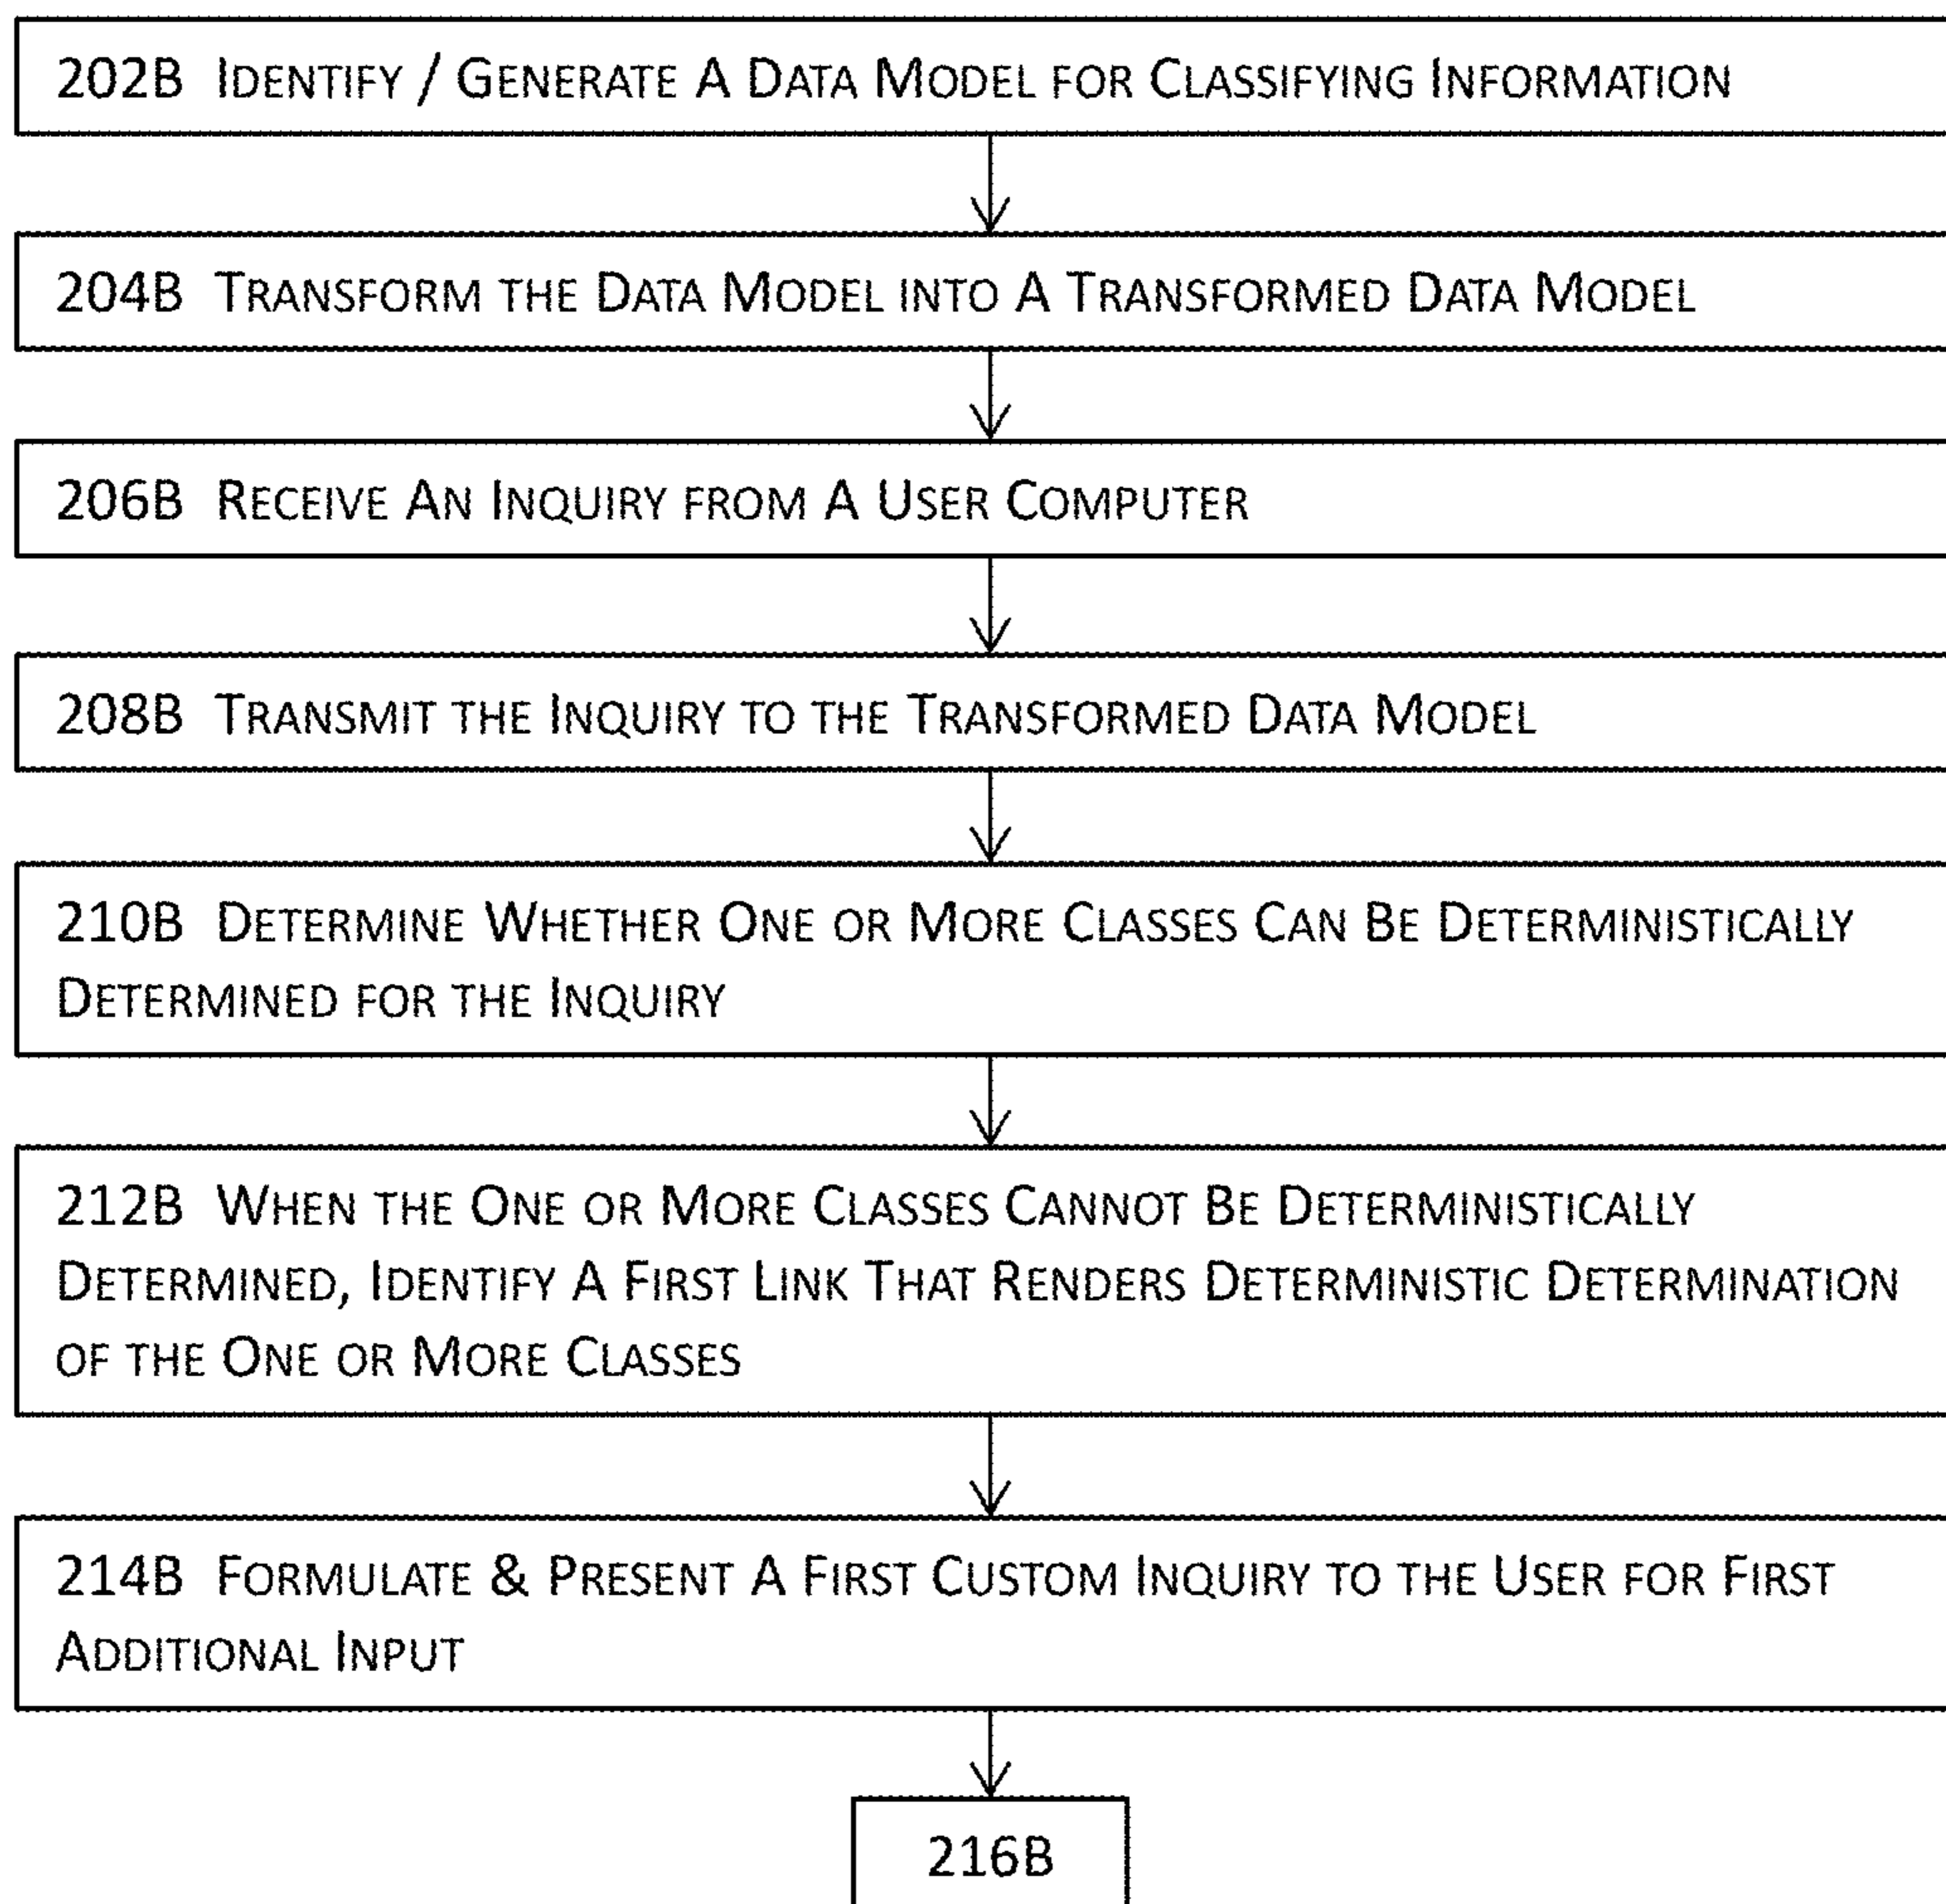 202B Identify / Generate A Data Model for Classifying Information
204B Transform the Data Model into A Transformed Data Model
206B Receive An Inquiry from A User Computer
208B Transmit the Inquiry to the Transformed Data Model
210B Determine Whether One or More Classes Can Be Deterministically
Determined for the Inquiry
212B When the One or More Classes Cannot Be Deterministically
Determined, Identify A First Link That Renders Deterministic Determination
of the One or More Classes
214B Formulate & Present A First Custom Inquiry to the User for First
Additional Input
216B